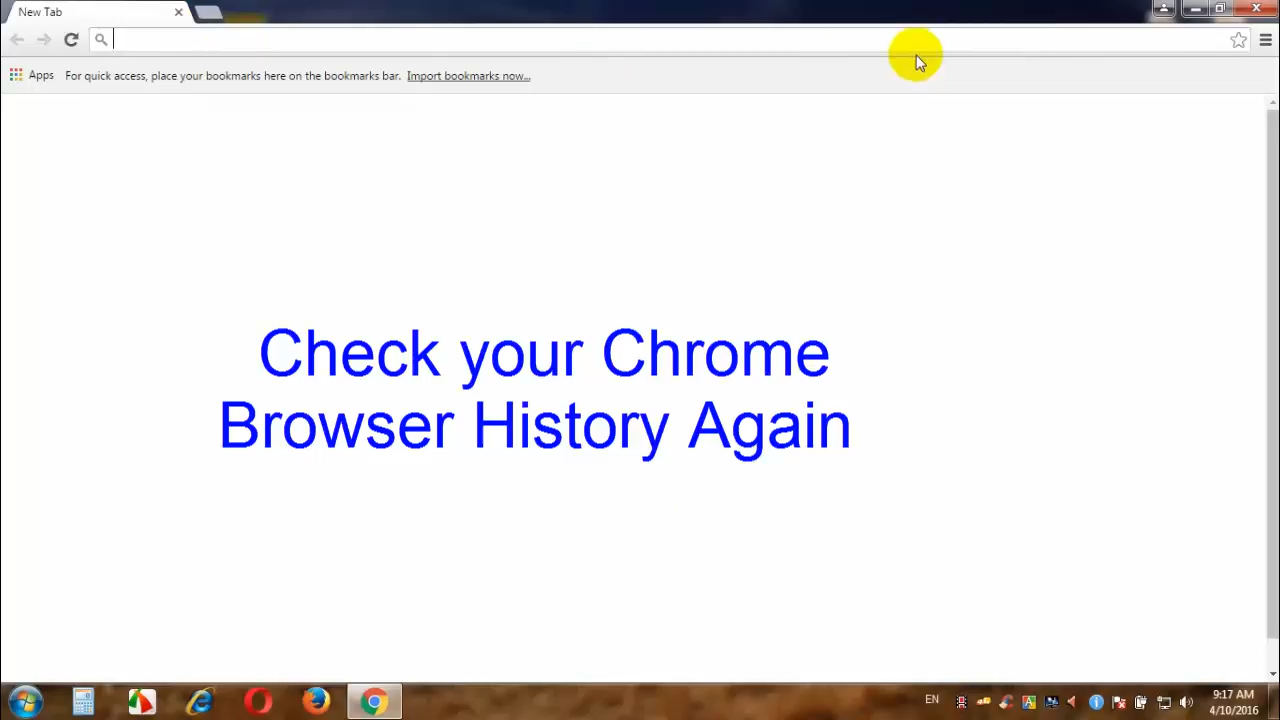 New Tab
Apps For quick access, place your bookmarks here on the bookmarks bar. Import bookmarks now...
Check your Chrome
Browser History Again
EN
9:17 AM
4/10/2016